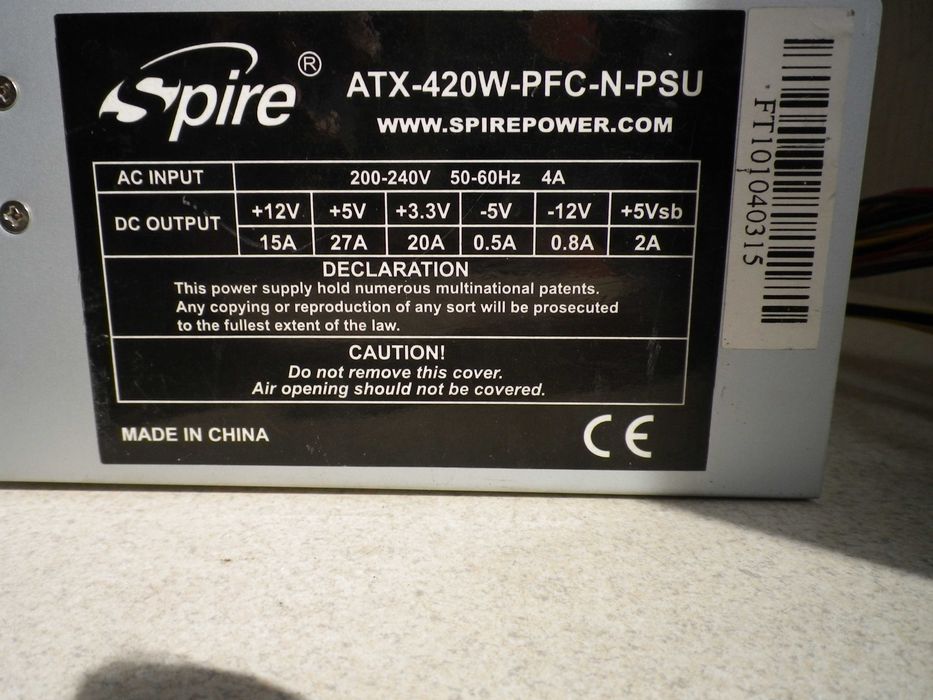 Spire®
ATX-420W-PFC-N-PSU
WWW.SPIREPOWER.COM
AC INPUT 200-240V 50-60Hz 4A
DC OUTPUT +12V +5V +3.3V -5V -12V +5Vsb
15A 27A 20A 0.5A 0.8A 2A
DECLARATION
This power supply hold numerous multinational patents.
Any copying or reproduction of any sort will be prosecuted
to the fullest extent of the law.
CAUTION!
Do not remove this cover.
Air opening should not be covered.
MADE IN CHINA
CE
FT101040315